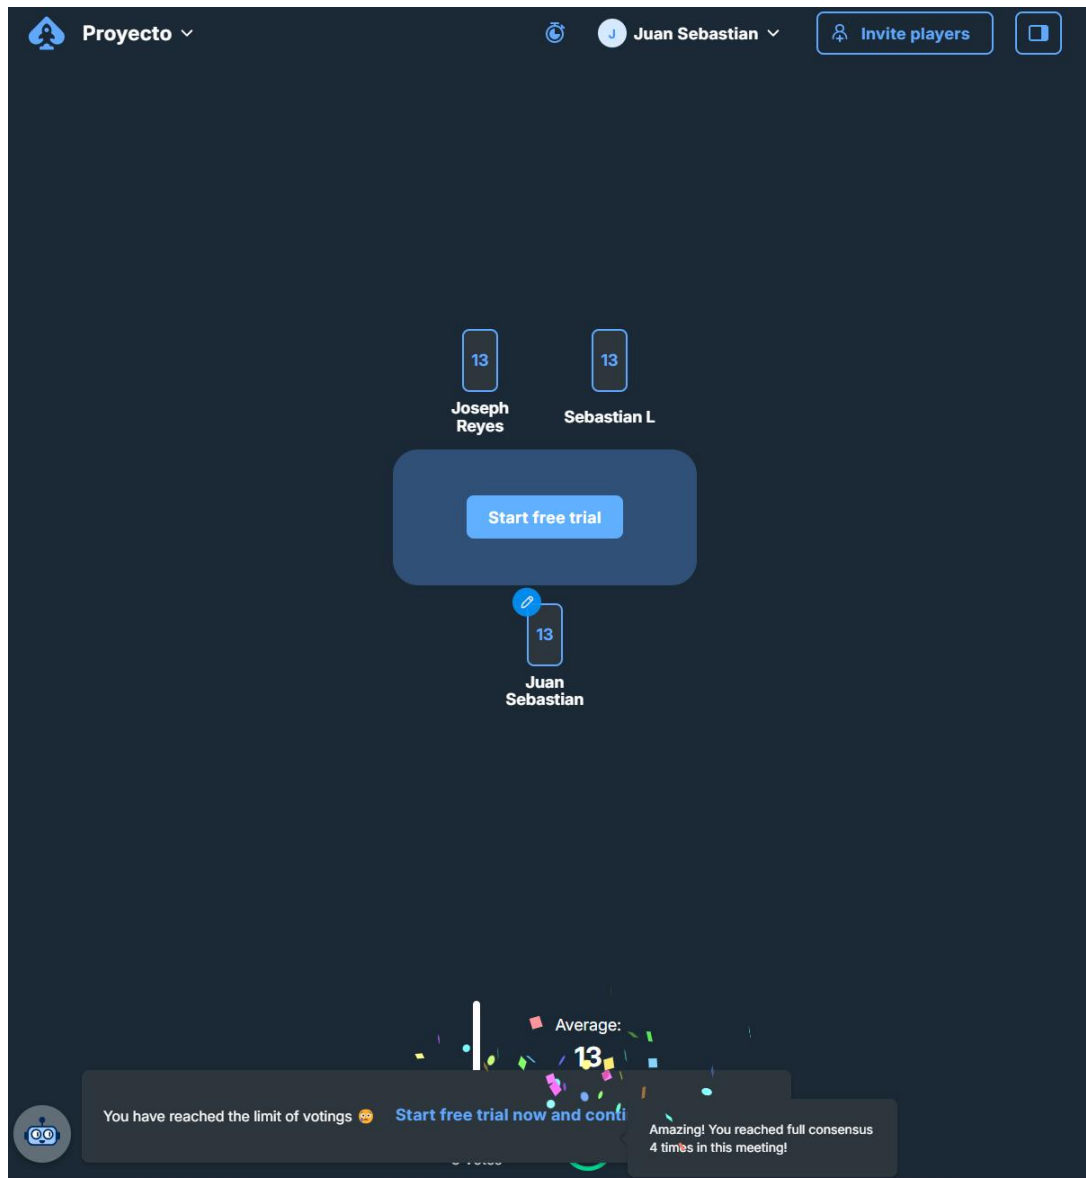 Proyecto
J
Juan Sebastian
Invite players
13
13
Joseph
Reyes
Sebastian L
Start free trial
13
Juan
Sebastian
Average:
13
You have reached the limit of votings 😳
Start free trial now and conti
Amazing! You reached full consensus
4 times in this meeting!